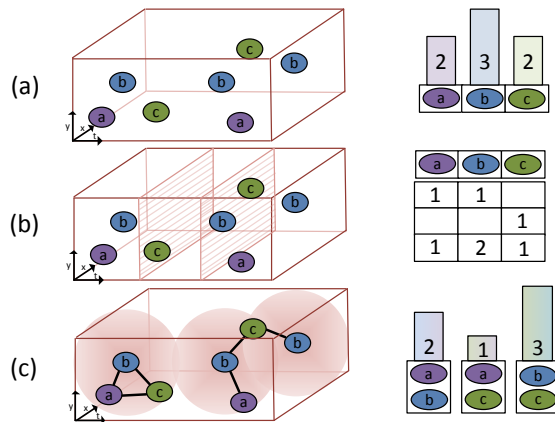 (a)
y x t
a b c b c b a
2 3 2
a b c
(b)
y x t
a b c b c b a
a b c
1 1
1
1 2 1
(c)
y x t
a b c b c b a
2 1 3
a a b
b c c